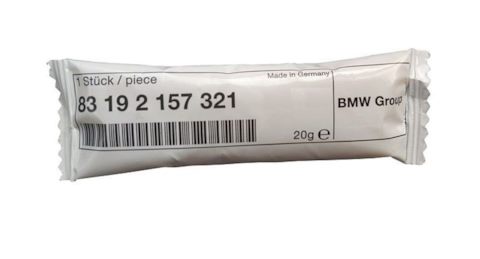 1 Stück / piece
Made in Germany
83 19 2 157 321
BMW Group
20g ℮